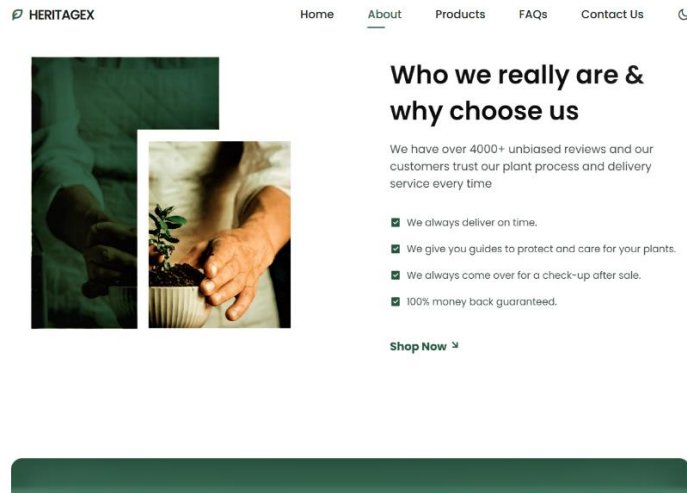 HERITAGEX
Home About Products FAQs Contact Us
Who we really are &
why choose us
We have over 4000+ unbiased reviews and our
customers trust our plant process and delivery
service every time
We always deliver on time.
We give you guides to protect and care for your plants.
We always come over for a check-up after sale.
100% money back guaranteed.
Shop Now